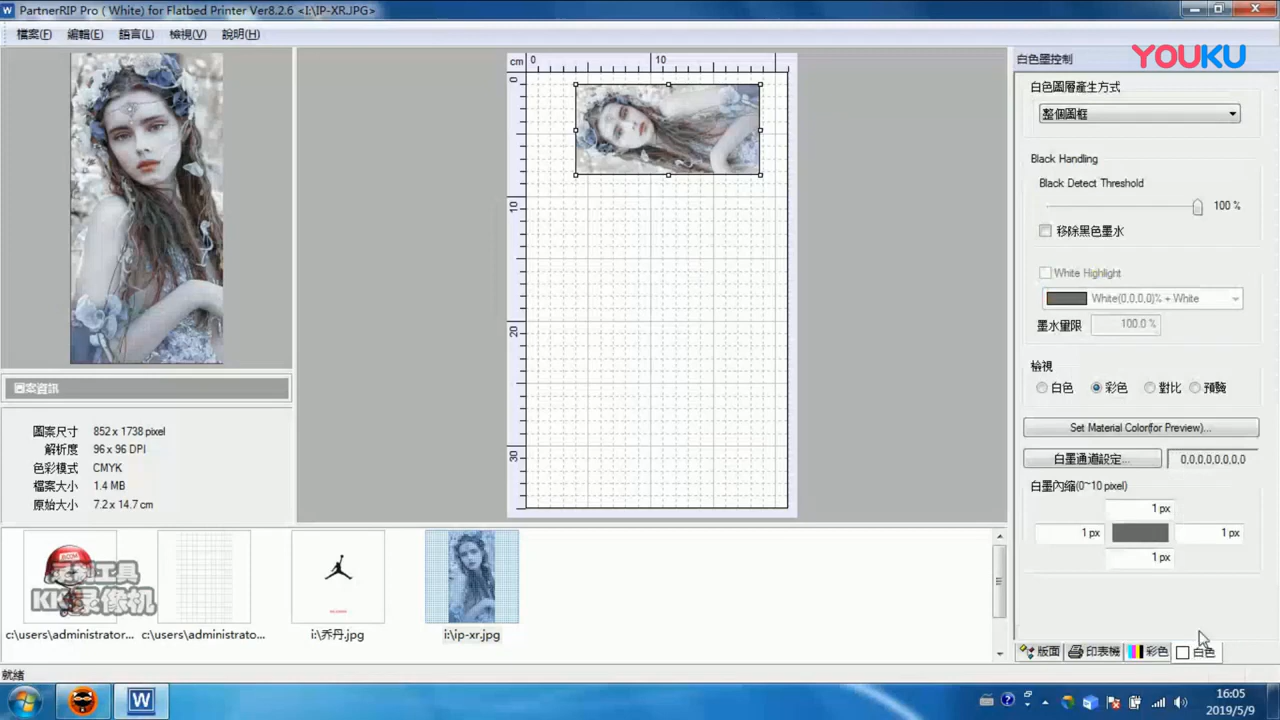 PartnerRIP Pro ( White) for Flatbed Printer Ver8.2.6 <I:\IP-XR.JPG>
檔案(F) 編輯(E) 語言(L) 檢視(V) 說明(H)
YOUKU
白色墨控制
白色圖層產生方式
整個圖框
Black Handling
Black Detect Threshold
100 %
移除黑色墨水
White Highlight
White(0,0,0,0)% + White
墨水量限 100.0 %
檢視
白色 彩色 對比 預覽
Set Material Color(for Preview)...
白墨通道設定... 0,0,0,0,0,0,0
白墨內縮(0~10 pixel)
1 px
1 px 1 px
1 px
版面 印表機 彩色 白色
cm 0 10
0
10
20
30
圖案資訊
圖案尺寸 852 x 1738 pixel
解析度 96 x 96 DPI
色彩模式 CMYK
檔案大小 1.4 MB
原始大小 7.2 x 14.7 cm
KK录像机
c:\users\administrator... c:\users\administrato... i:\乔丹.jpg i:\ip-xr.jpg
就緒
16:05
2019/5/9